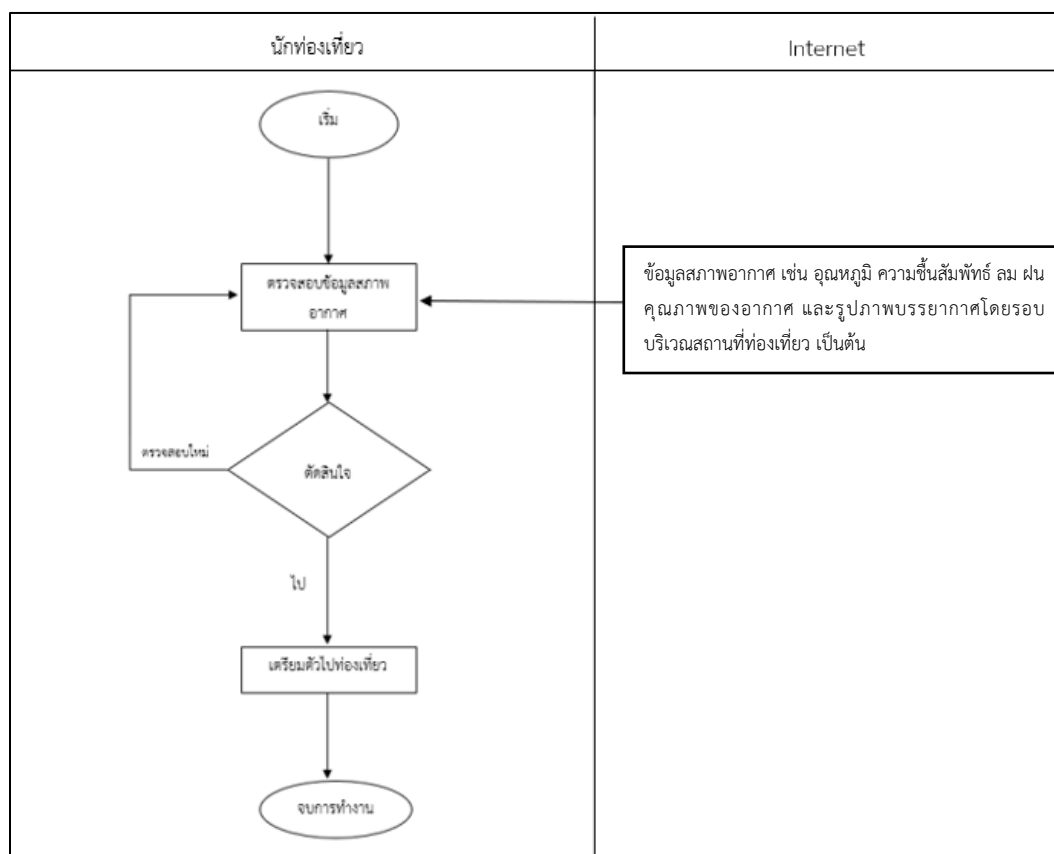 นักท่องเที่ยว
Internet
เริ่ม
ตรวจสอบข้อมูลสภาพ
อากาศ
ข้อมูลสภาพอากาศ เช่น อุณหภูมิ ความชื้นสัมพัทธ์ ลม ฝน
คุณภาพของอากาศ และรูปภาพบรรยากาศโดยรอบ
บริเวณสถานที่ท่องเที่ยว เป็นต้น
ตรวจสอบใหม่
ตัดสินใจ
ไป
เตรียมตัวไปท่องเที่ยว
จบการทำงาน